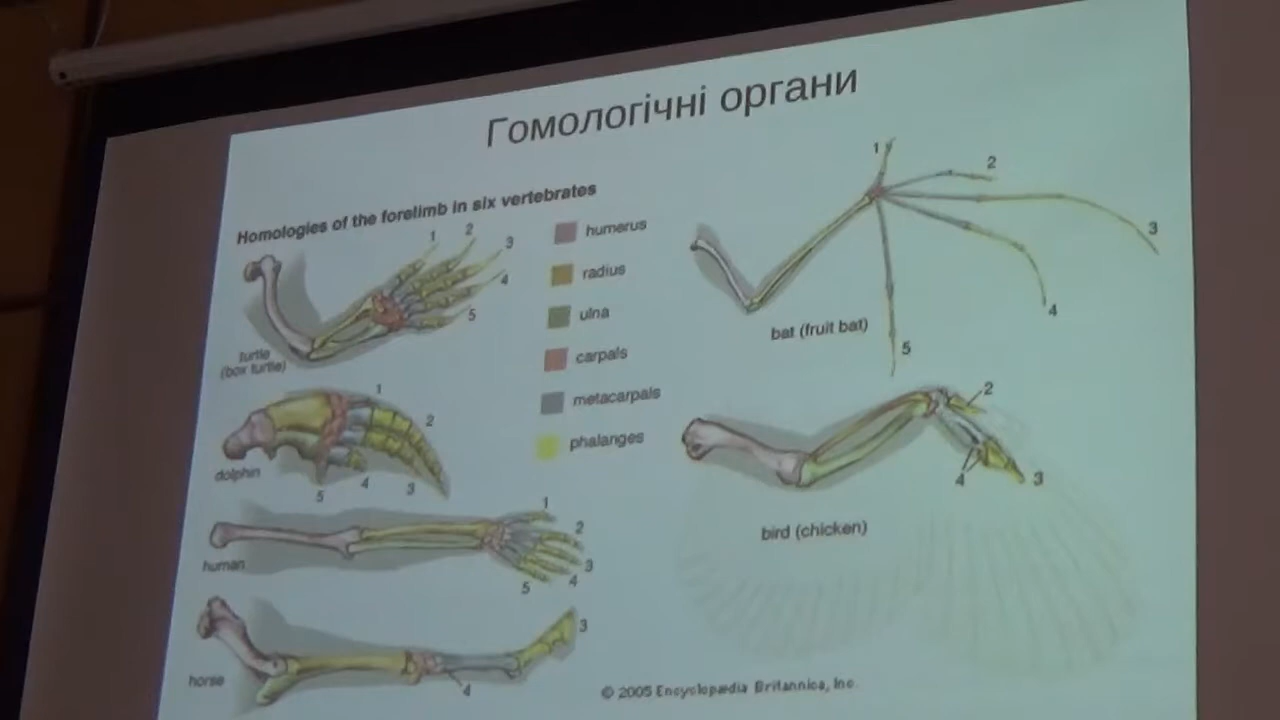 Гомологічні органи
Homologies of the forelimb in six vertebrates
1
2
3
4
5
turtle
(box turtle)
humerus
radius
ulna
carpals
metacarpals
phalanges
1
2
3
4
5
bat (fruit bat)
1
2
3
4
5
dolphin
2
3
4
bird (chicken)
1
2
3
4
5
human
3
4
horse
© 2005 Encyclopædia Britannica, Inc.